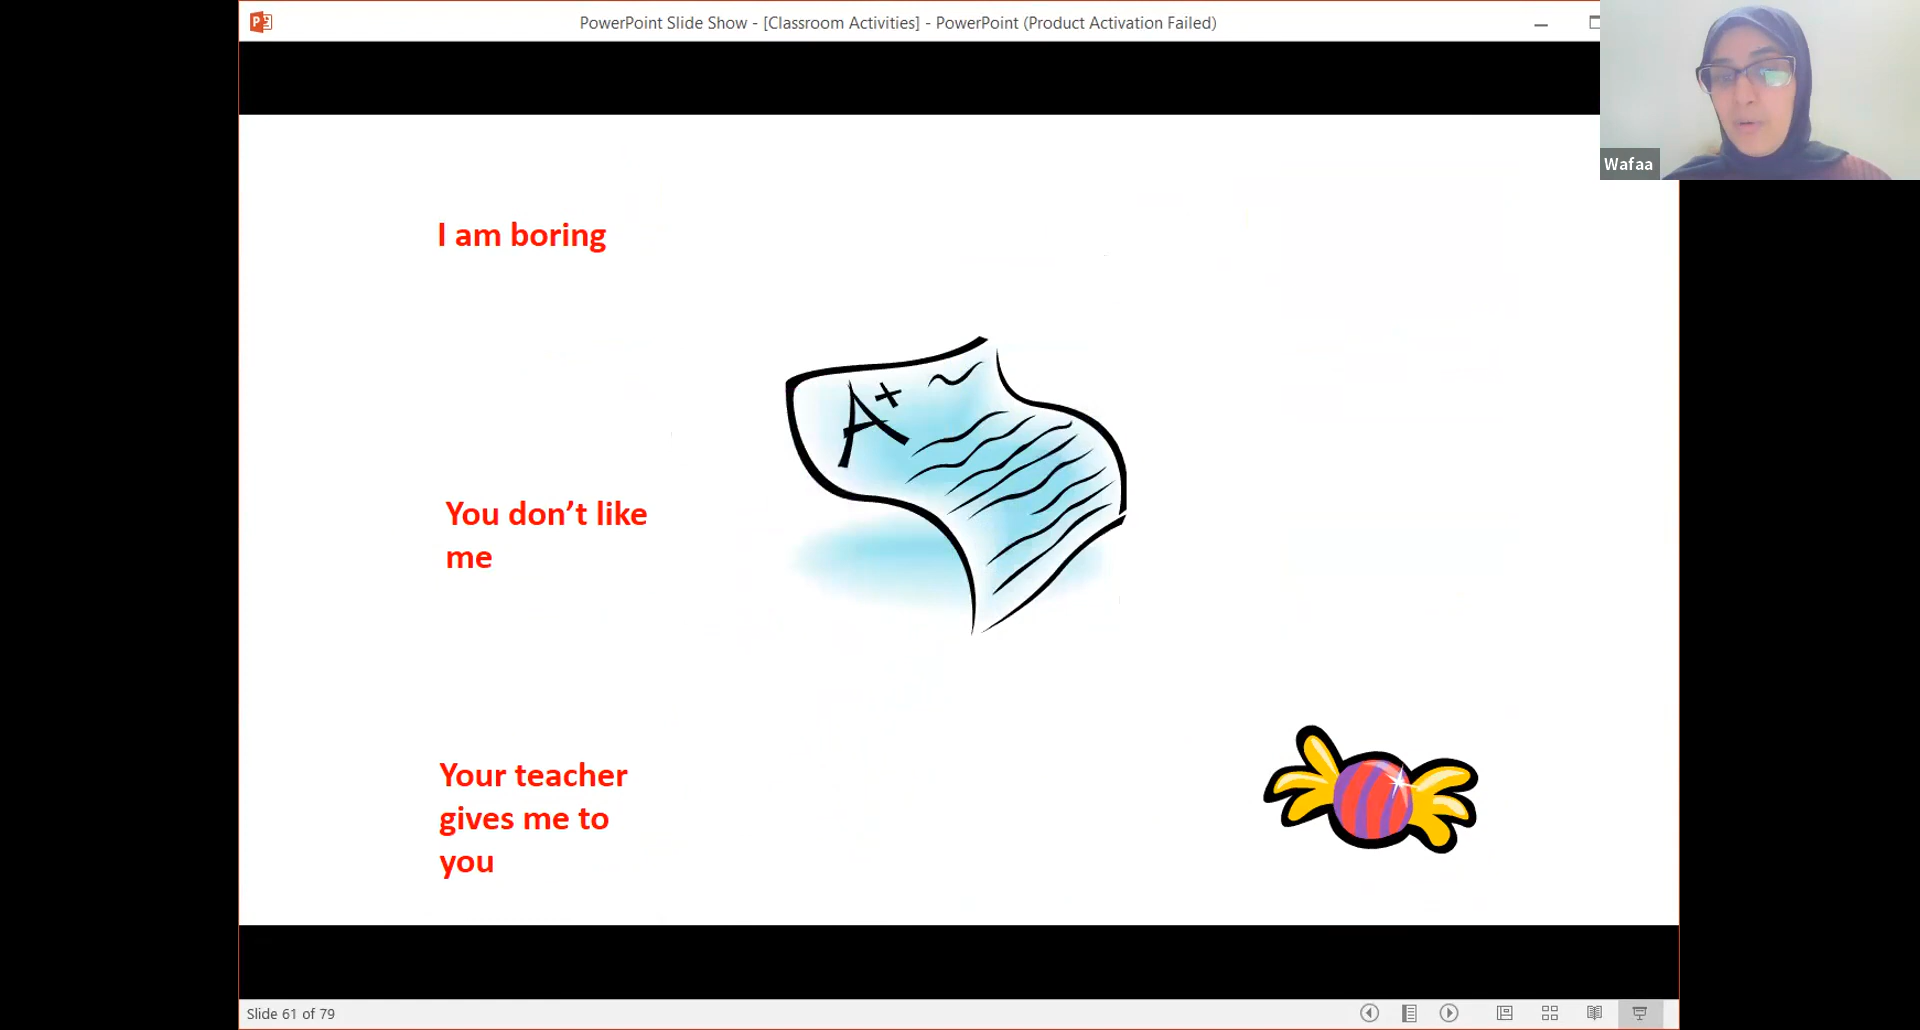 PowerPoint Slide Show - [Classroom Activities] - PowerPoint (Product Activation Failed)
Wafaa
I am boring
A+
You don’t like
me
Your teacher
gives me to
you
Slide 61 of 79